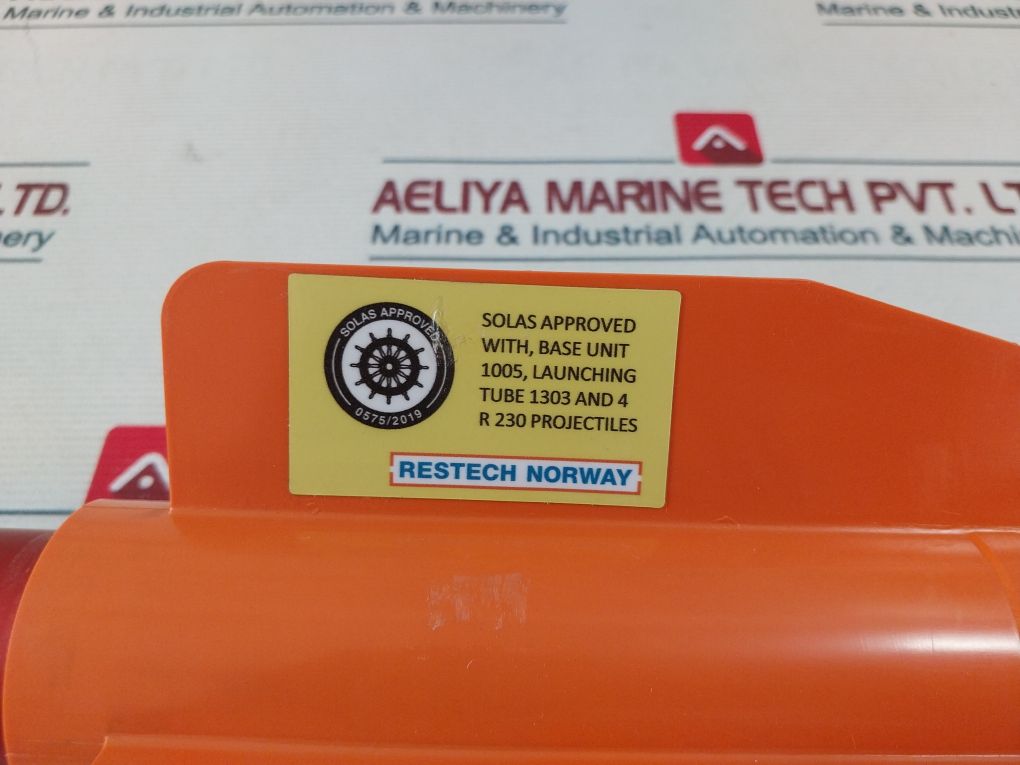 Marine & Industrial Automation & Machinery
Marine & Indust
LTD.
ery
AELIYA MARINE TECH PVT. LT
Marine & Industrial Automation & Machi
SOLAS APPROVED
0575/2019
SOLAS APPROVED
WITH, BASE UNIT
1005, LAUNCHING
TUBE 1303 AND 4
R 230 PROJECTILES
RESTECH NORWAY